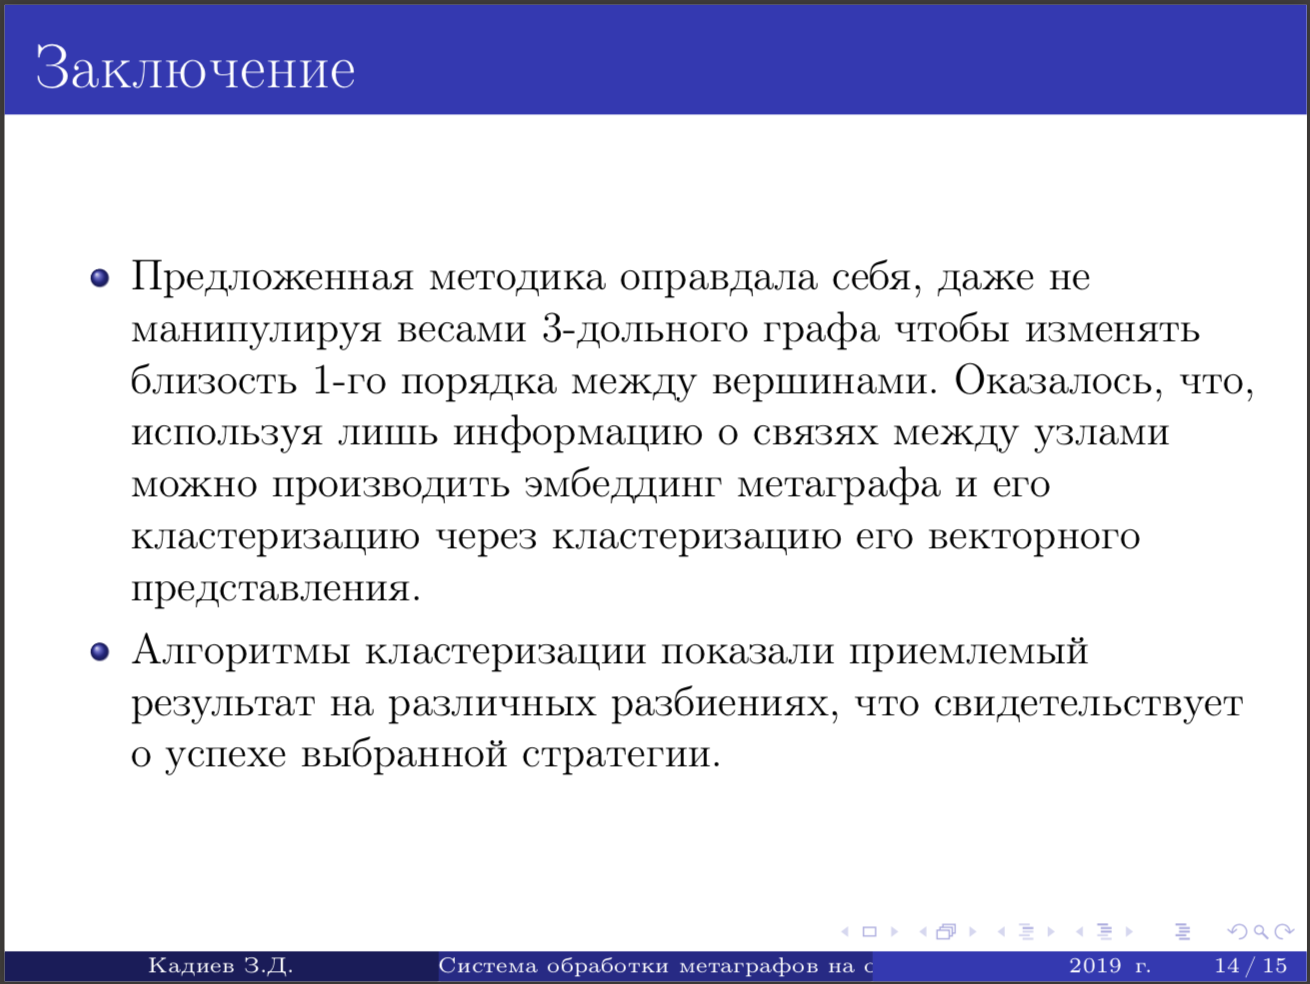 Заключение
Предложенная методика оправдала себя, даже не
манипулируя весами 3-дольного графа чтобы изменять
близость 1-го порядка между вершинами. Оказалось, что,
используя лишь информацию о связях между узлами
можно производить эмбеддинг метаграфа и его
кластеризацию через кластеризацию его векторного
представления.
Алгоритмы кластеризации показали приемлемый
результат на различных разбиениях, что свидетельствует
о успехе выбранной стратегии.
Кадиев З.Д. Система обработки метаграфов на 2019 г. 14 / 15